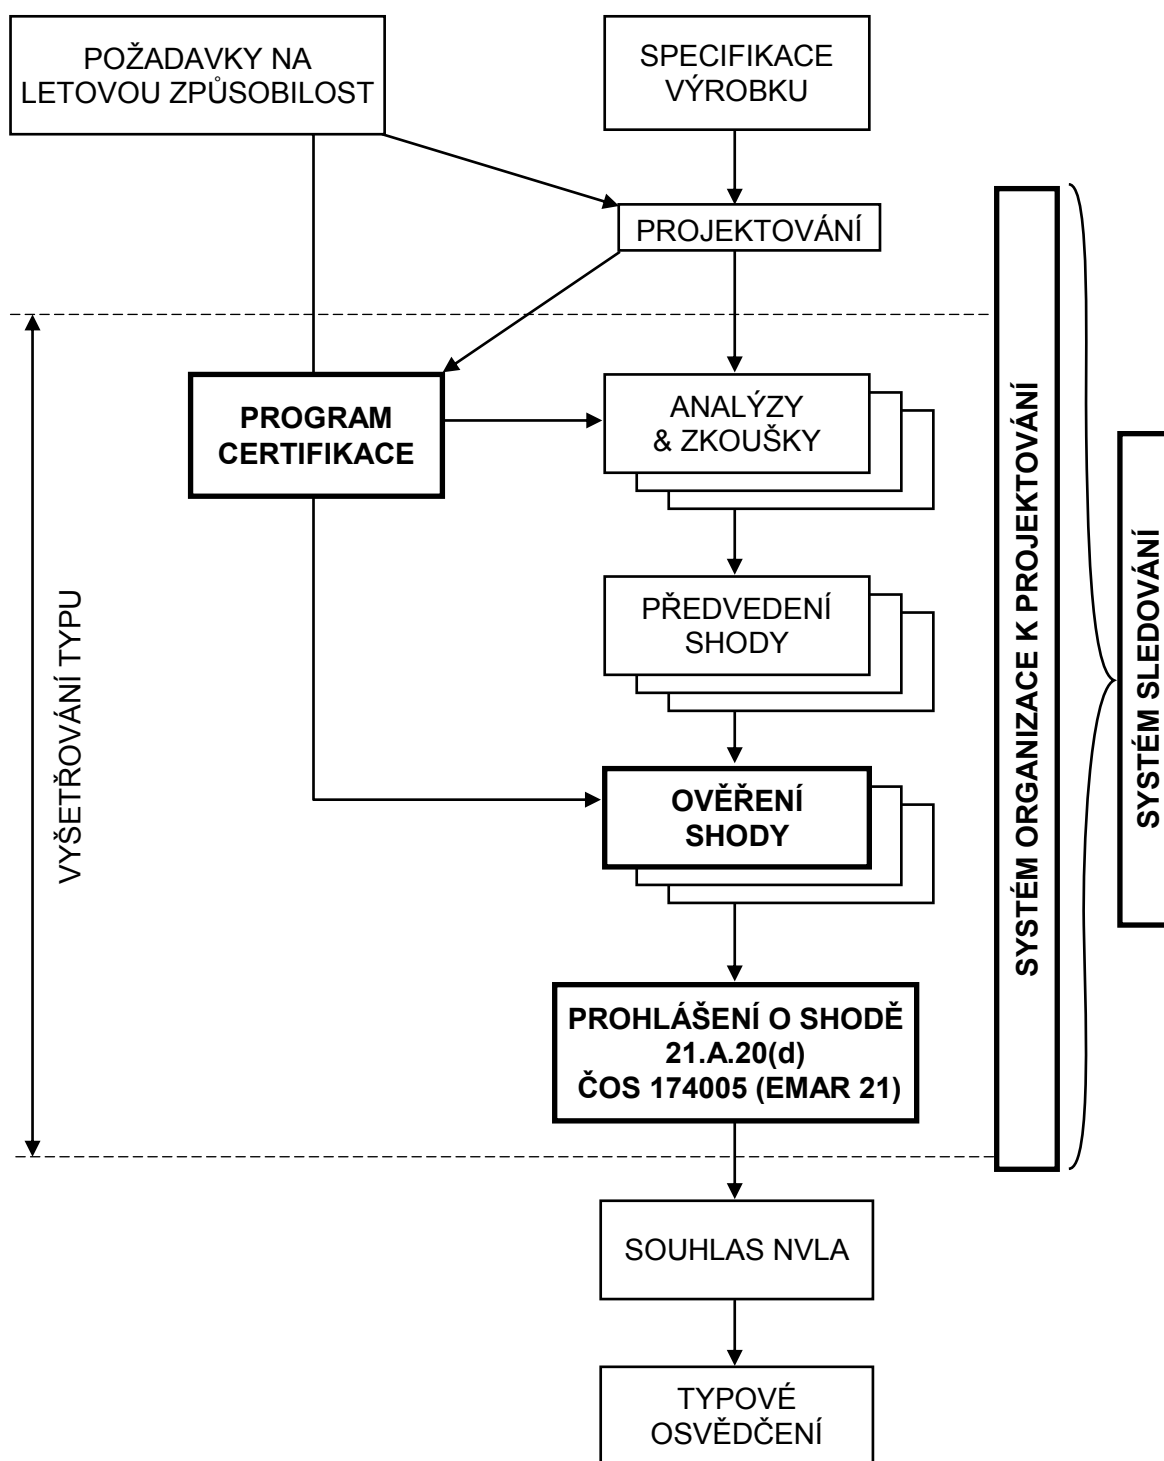 POŽADAVKY NA
LETOVOU ZPŮSOBILOST
SPECIFIKACE
VÝROBKU
PROJEKTOVÁNÍ
PROGRAM
CERTIFIKACE
ANALÝZY
& ZKOUŠKY
PŘEDVEDENÍ
SHODY
OVĚŘENÍ
SHODY
PROHLÁŠENÍ O SHODĚ
21.A.20(d)
ČOS 174005 (EMAR 21)
SOUHLAS NVLA
TYPOVÉ
OSVĚDČENÍ
VYŠETŘOVÁNÍ TYPU
SYSTÉM ORGANIZACE K PROJEKTOVÁNÍ
SYSTÉM SLEDOVÁNÍ